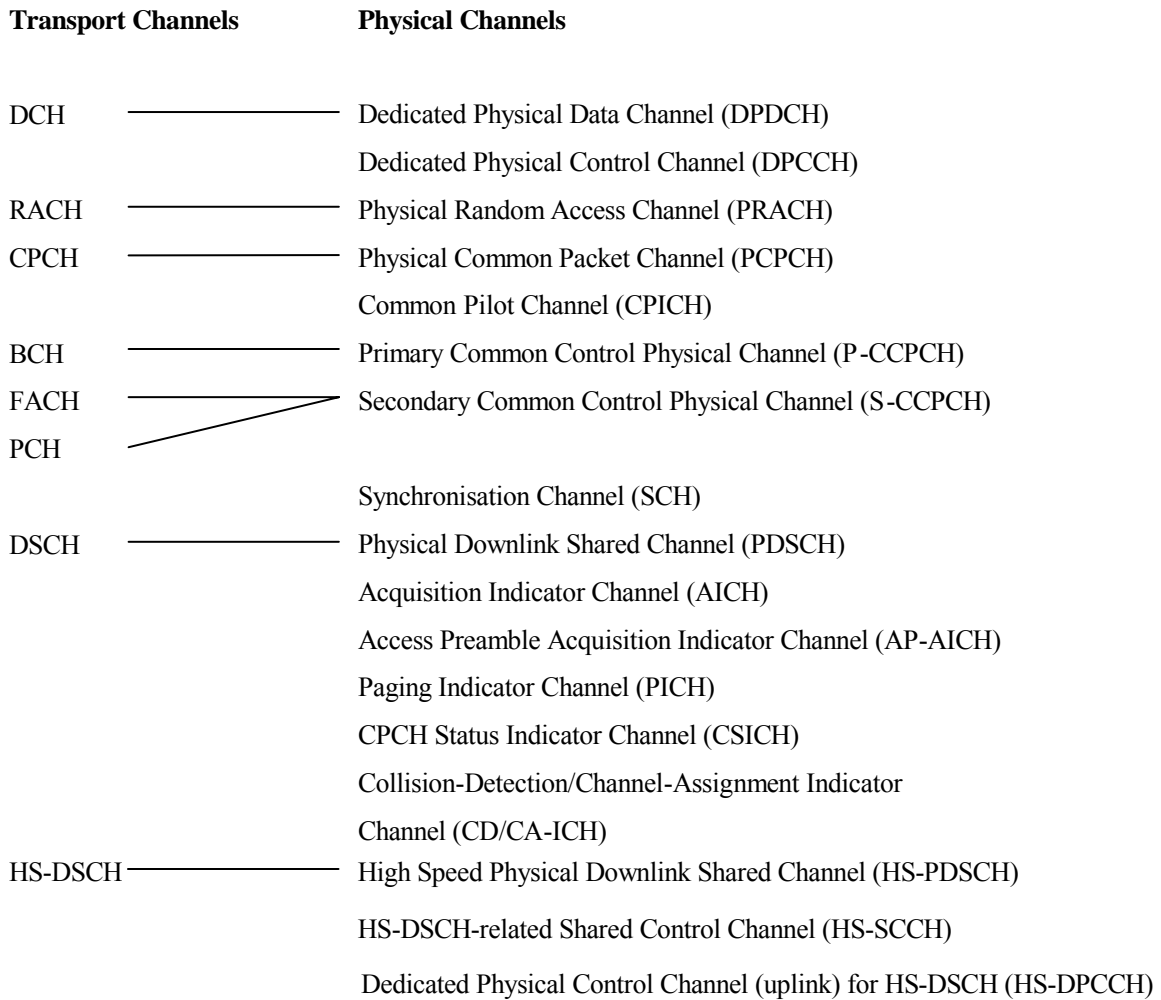 Transport Channels Physical Channels
DCH Dedicated Physical Data Channel (DPDCH)
Dedicated Physical Control Channel (DPCCH)
RACH Physical Random Access Channel (PRACH)
CPCH Physical Common Packet Channel (PCPCH)
Common Pilot Channel (CPICH)
BCH Primary Common Control Physical Channel (P-CCPCH)
FACH Secondary Common Control Physical Channel (S-CCPCH)
PCH
Synchronisation Channel (SCH)
DSCH Physical Downlink Shared Channel (PDSCH)
Acquisition Indicator Channel (AICH)
Access Preamble Acquisition Indicator Channel (AP-AICH)
Paging Indicator Channel (PICH)
CPCH Status Indicator Channel (CSICH)
Collision-Detection/Channel-Assignment Indicator
Channel (CD/CA-ICH)
HS-DSCH High Speed Physical Downlink Shared Channel (HS-PDSCH)
HS-DSCH-related Shared Control Channel (HS-SCCH)
Dedicated Physical Control Channel (uplink) for HS-DSCH (HS-DPCCH)